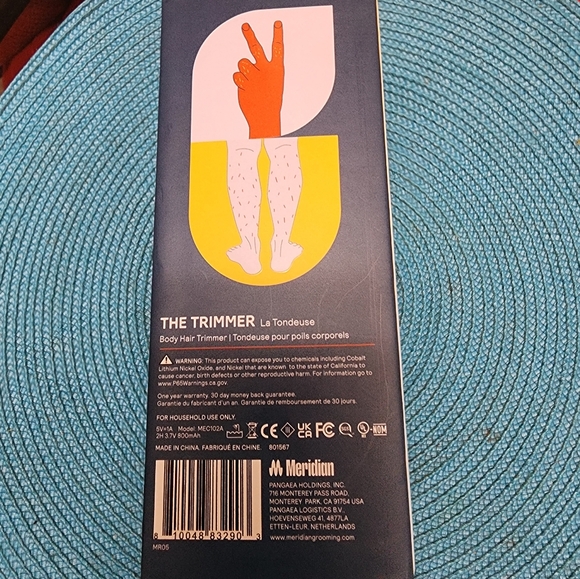 THE TRIMMER La Tondeuse
Body Hair Trimmer | Tondeuse pour poils corporels
WARNING: This product can expose you to chemicals including Cobalt
Lithium Nickel Oxide, and Nickel that are known to the state of California to
cause cancer, birth defects or other reproductive harm. For information go to
www.P65Warnings.ca.gov.
One year warranty. 30 day money back guarantee.
Garantie du fabricant d'un an. Garantie de remboursement de 30 jours.
FOR HOUSEHOLD USE ONLY.
5V⎓1A Model MEC102A
2H 3.7V 800mAh
CE UK CA FC UL NOM
MADE IN CHINA. FABRIQUÉ EN CHINE. 801567
Meridian
PANGAEA HOLDINGS, INC.
716 MONTEREY PASS ROAD,
MONTEREY PARK, CA 91754 USA
PANGAEA LOGISTICS B.V.
HOEVENSEWEG 41, 4877LA
ETTEN-LEUR, NETHERLANDS
www.meridiangrooming.com
8 10048 83290 3
MR05